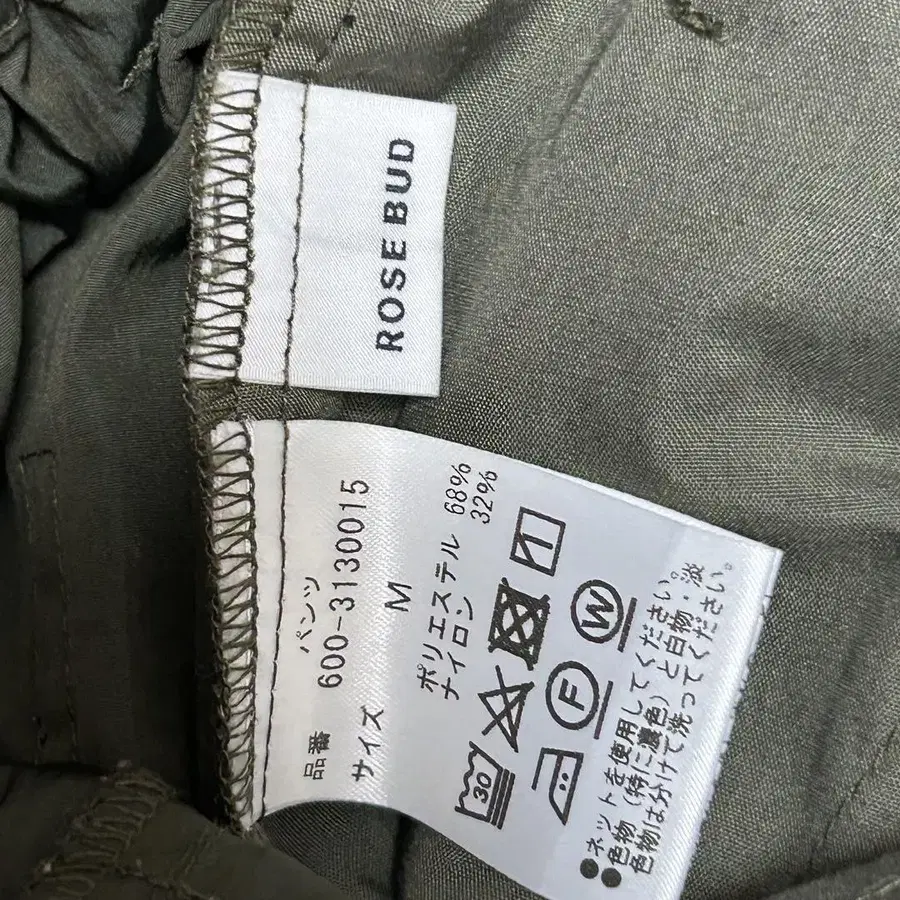 ROSE BUD
パンツ
品番 600-3130015
サイズ M
ポリエステル 68%
ナイロン 32%
30
F
W
●ネットを使用してください。
●色物(特に濃色)と白物・淡
色物は分けて洗ってください。